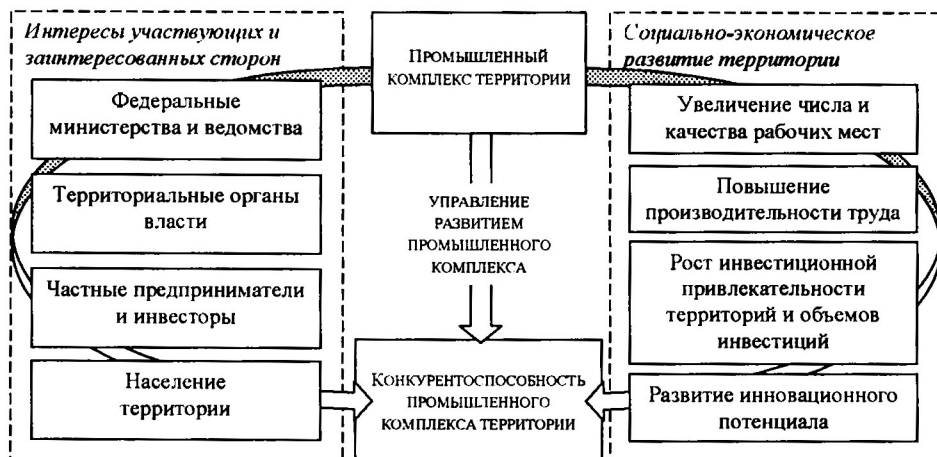 Интересы участвующих и
заинтересованных сторон
Федеральные
министерства и ведомства
Территориальные органы
власти
Частные предприниматели
и инвесторы
Население
территории
ПРОМЫШЛЕННЫЙ
КОМПЛЕКС ТЕРРИТОРИИ
УПРАВЛЕНИЕ
РАЗВИТИЕМ
ПРОМЫШЛЕННОГО
КОМПЛЕКСА
КОНКУРЕНТОСПОСОБНОСТЬ
ПРОМЫШЛЕННОГО
КОМПЛЕКСА ТЕРРИТОРИИ
Социально-экономическое
развитие территории
Увеличение числа и
качества рабочих мест
Повышение
производительности труда
Рост инвестиционной
привлекательности
территорий и объемов
инвестиций
Развитие инновационного
потенциала